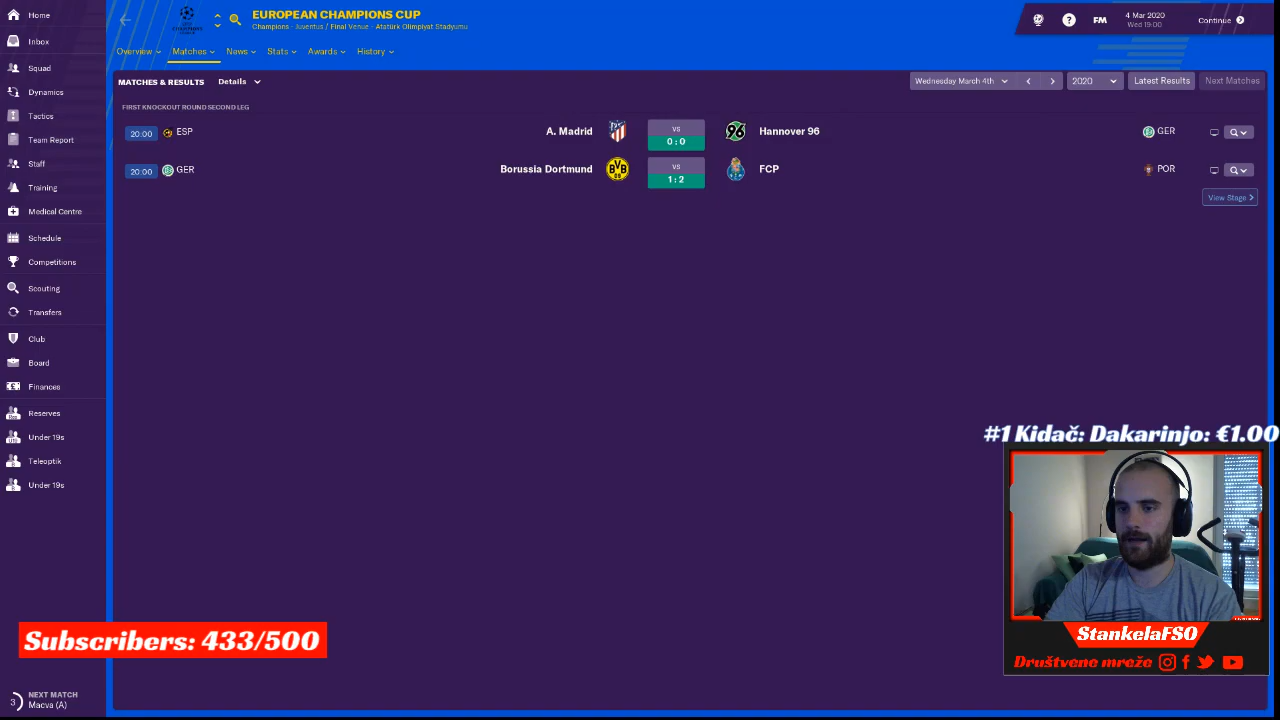 Home
Inbox
Squad
Dynamics
Tactics
Team Report
Staff
Training
Medical Centre
Schedule
Competitions
Scouting
Transfers
Club
Board
Finances
Reserves
Under 19s
Teleoptik
Under 19s
3 NEXT MATCH
Macva (A)
EUROPEAN CHAMPIONS CUP
Champions - Juventus / Final Venue - Atatürk Olimpiyat Stadyumu
FM
4 Mar 2020
Wed 19:00
Continue
Overview Matches News Stats Awards History
MATCHES & RESULTS Details
Wednesday March 4th 2020 Latest Results Next Matches
FIRST KNOCKOUT ROUND SECOND LEG
20:00 ESP A. Madrid vs Hannover 96 GER
0 : 0
20:00 GER Borussia Dortmund vs FCP POR
1 : 2
View Stage
#1 Kidač: Dakarinjo: €1.00
StankelaFSO
Društvene mreže
Subscribers: 433/500